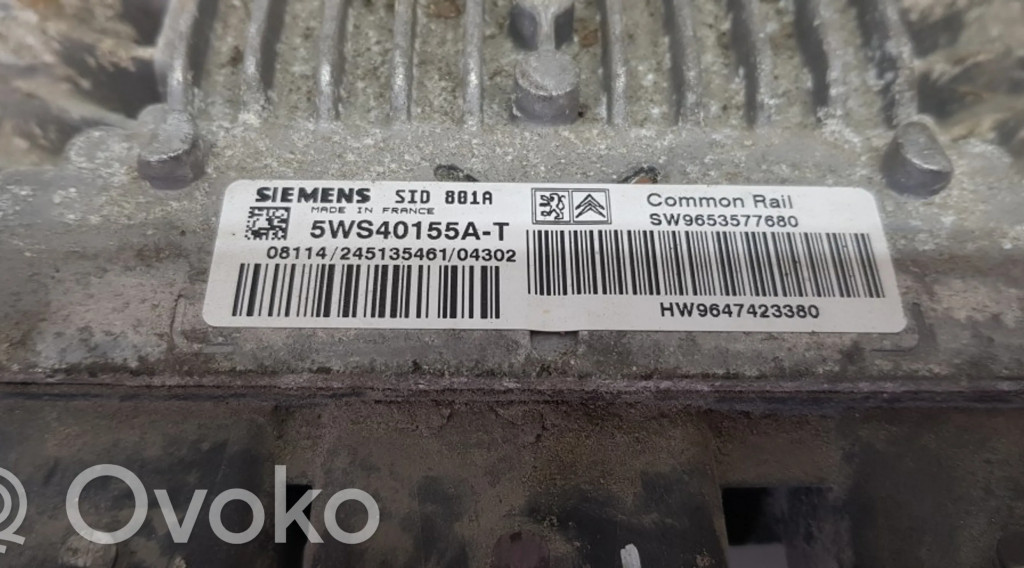 SIEMENS SID 801A
MADE IN FRANCE
5WS40155A-T
08114/245135461/04302
Common Rail
SW9653577680
HW9647423380
Ovoko